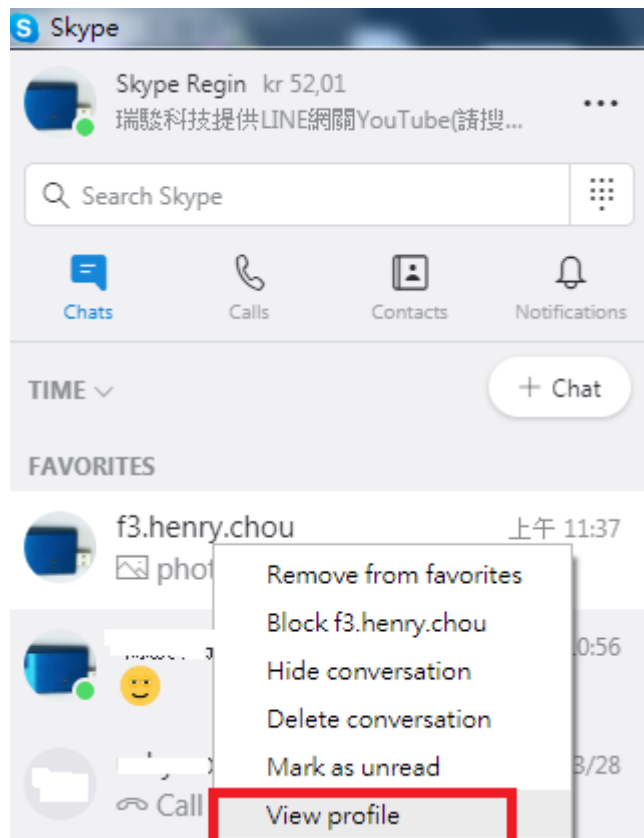 Skype
Skype Regin kr 52,01
瑞駿科技提供LINE網關YouTube(請搜...
Search Skype
Chats Calls Contacts Notifications
TIME
+ Chat
FAVORITES
f3.henry.chou 上午 11:37
phot
Remove from favorites
Block f3.henry.chou
0:56
Hide conversation
Delete conversation
Mark as unread
3/28
Call
View profile